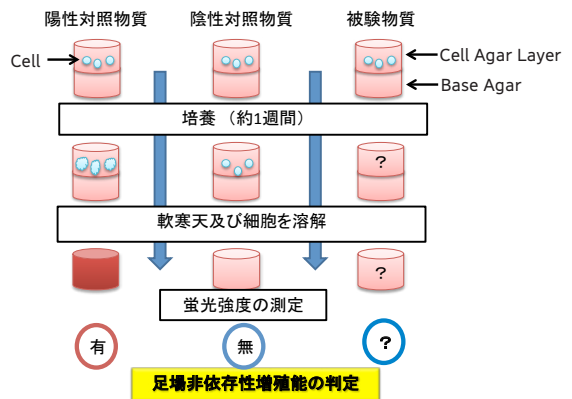 陽性対照物質 陰性対照物質 被験物質
Cell
Cell Agar Layer
Base Agar
培養 （約1週間）
?
軟寒天及び細胞を溶解
?
蛍光強度の測定
有 無 ?
足場非依存性増殖能の判定